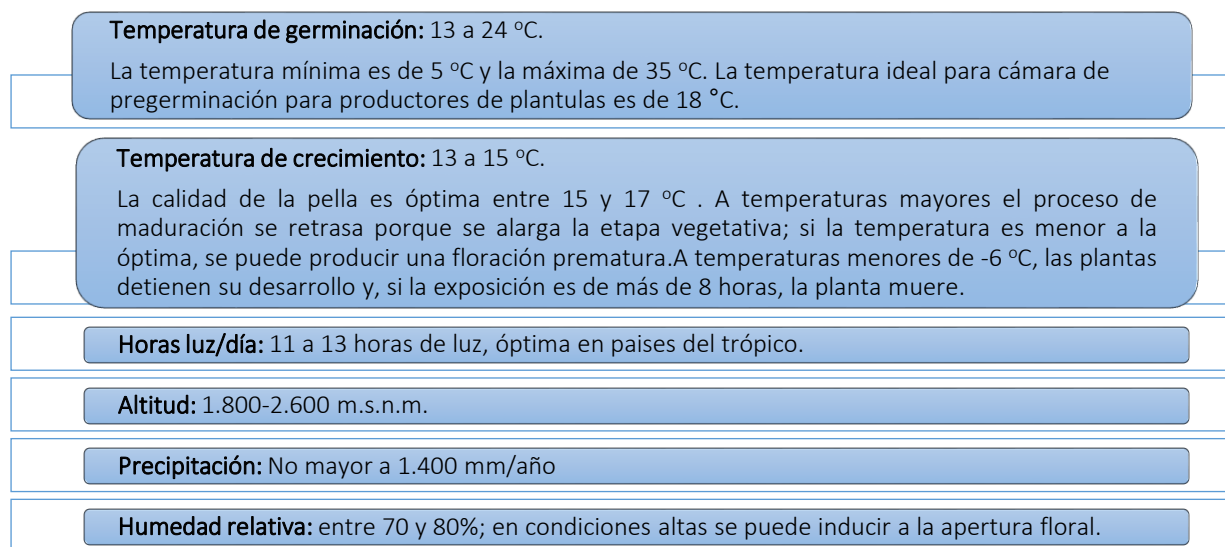 Temperatura de germinación: 13 a 24 ºC.
La temperatura mínima es de 5 ºC y la máxima de 35 ºC. La temperatura ideal para cámara de
pregerminación para productores de plantulas es de 18 °C.
Temperatura de crecimiento: 13 a 15 ºC.
La calidad de la pella es óptima entre 15 y 17 ºC . A temperaturas mayores el proceso de
maduración se retrasa porque se alarga la etapa vegetativa; si la temperatura es menor a la
óptima, se puede producir una floración prematura.A temperaturas menores de -6 ºC, las plantas
detienen su desarrollo y, si la exposición es de más de 8 horas, la planta muere.
Horas luz/día: 11 a 13 horas de luz, óptima en paises del trópico.
Altitud: 1.800-2.600 m.s.n.m.
Precipitación: No mayor a 1.400 mm/año
Humedad relativa: entre 70 y 80%; en condiciones altas se puede inducir a la apertura floral.